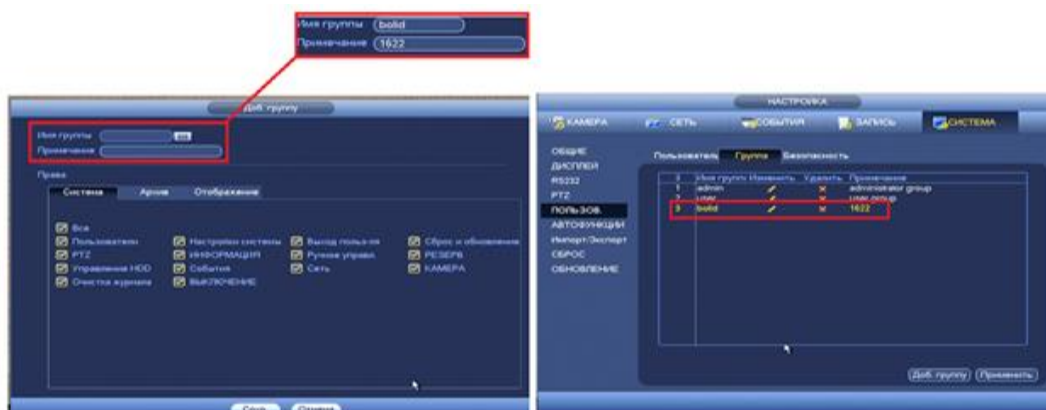 Имя группы bolid
Примечание 1622
Доб. группу
Имя группы
Примечание
Права
Система Архив Отображение
Все
Пользователи Настройки системы Выход польз-ля Сброс и обновление
PTZ ИНФОРМАЦИЯ Ручное управл. РЕЗЕРВ
Управление HDD События Сеть КАМЕРА
Очистка журнала ВЫКЛЮЧЕНИЕ
Отмена
НАСТРОЙКА
КАМЕРА СЕТЬ СОБЫТИЯ ЗАПИСЬ СИСТЕМА
ОБЩИЕ
ДИСПЛЕЙ
RS232
PTZ
ПОЛЬЗОВ.
АВТОФУНКЦИИ
Импорт/Экспорт
СБРОС
ОБНОВЛЕНИЕ
Пользователь Группа Безопасность
3 Имя групп Изменить Удалить Примечание
1 admin administrator group
2 user user group
3 bolid 1622
Доб. группу Применить